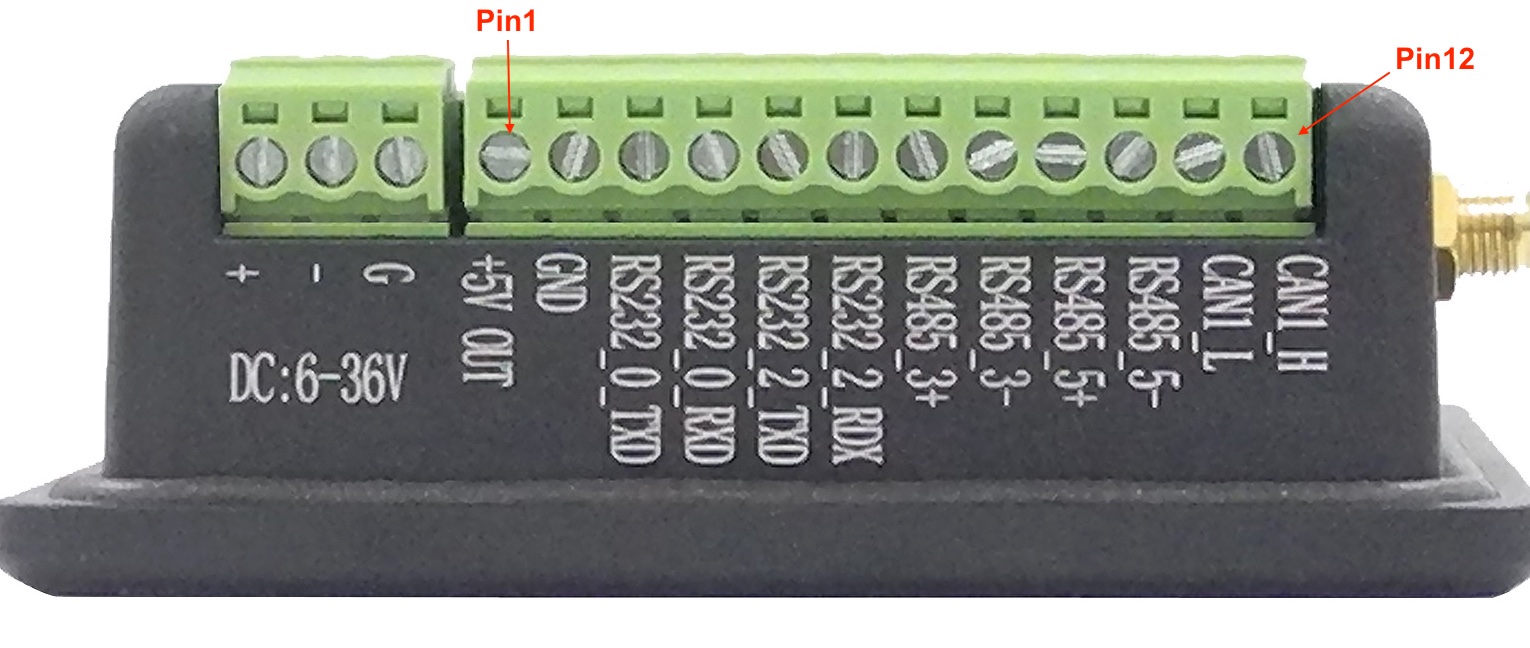 Pin1
Pin12
+
-
G
+5V OUT
GND
RS232_0_TXD
RS232_0_RXD
RS232_2_TXD
RS232_2_RDX
RS485_3+
RS485_3-
RS485_5+
RS485_5-
CAN1_L
CAN1_H
DC:6-36V